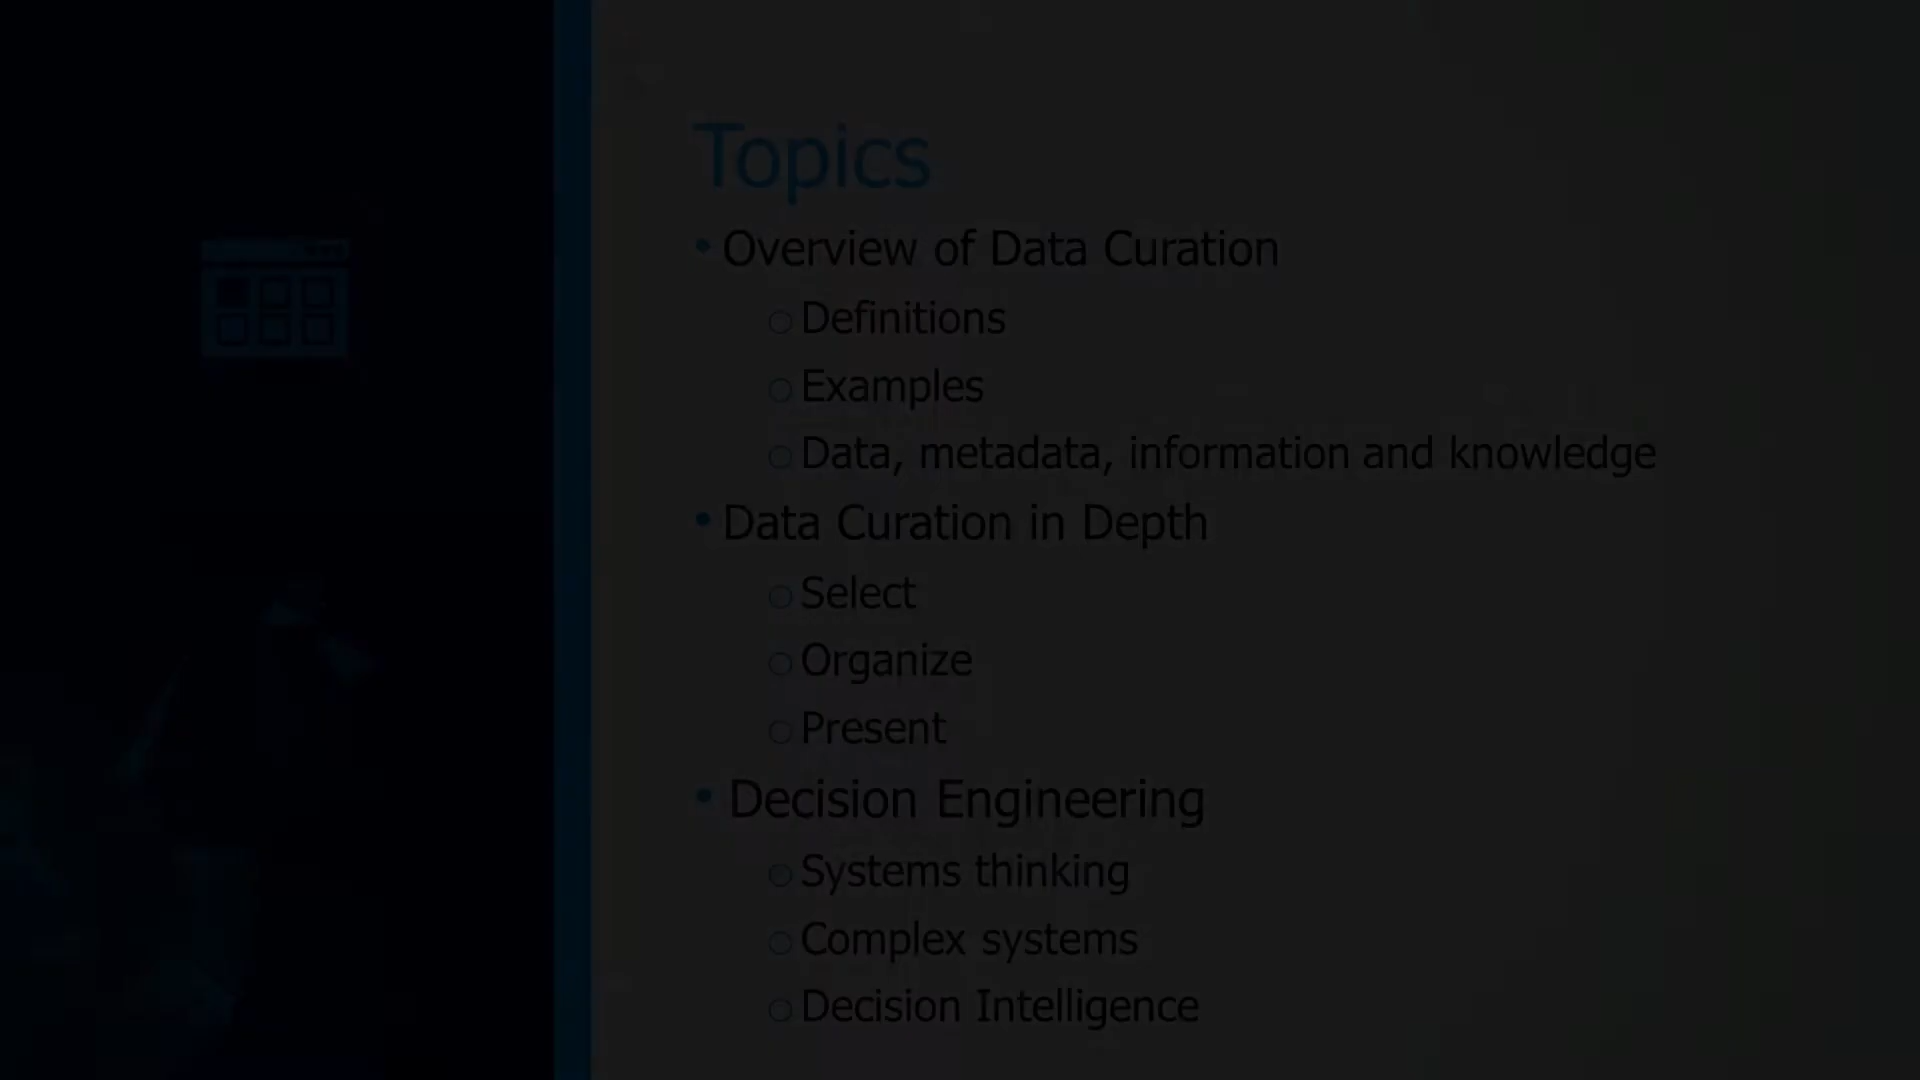 Topics
• Overview of Data Curation
○ Definitions
○ Examples
○ Data, metadata, information and knowledge
• Data Curation in Depth
○ Select
○ Organize
○ Present
• Decision Engineering
○ Systems thinking
○ Complex systems
○ Decision Intelligence